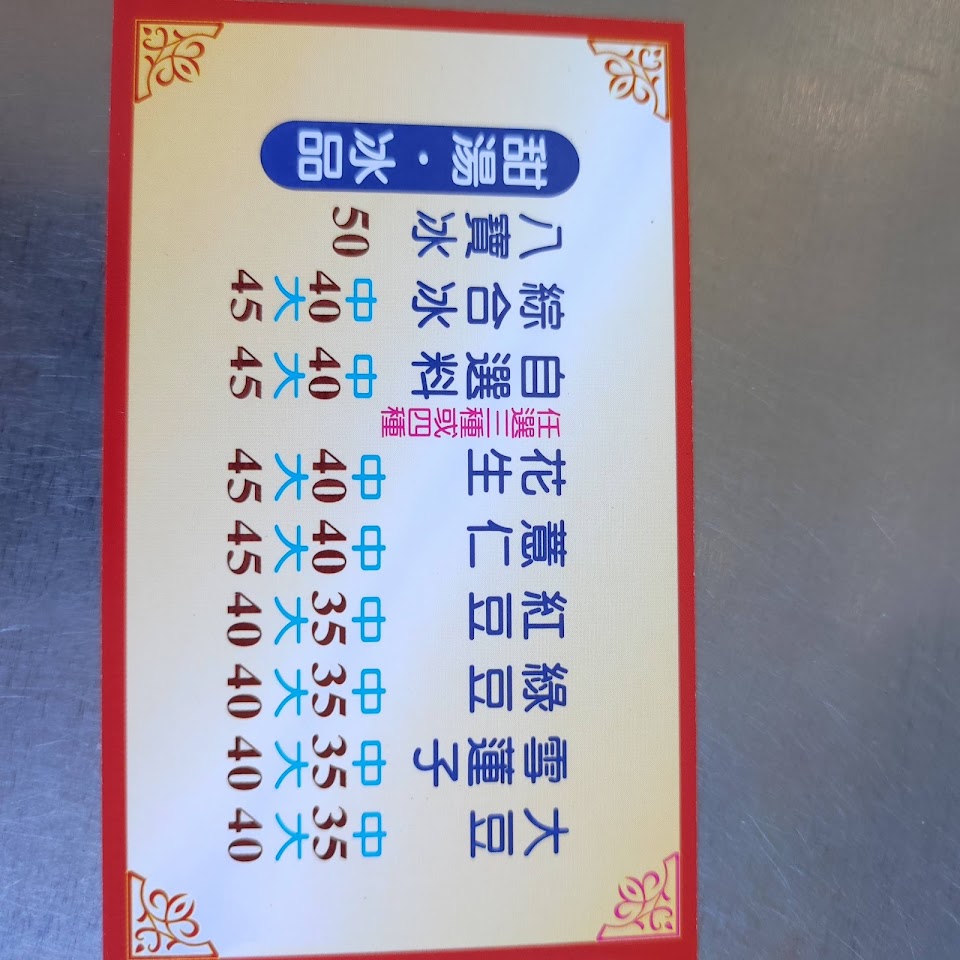 甜湯·冰品
八寶冰 50
綜合冰 中40 大45
自選料 中40 大45
任選三種或四種
花生 中40 大45
薏仁 中40 大45
紅豆 中35 大40
綠豆 中35 大40
雪蓮子 中35 大40
大豆 中35 大40